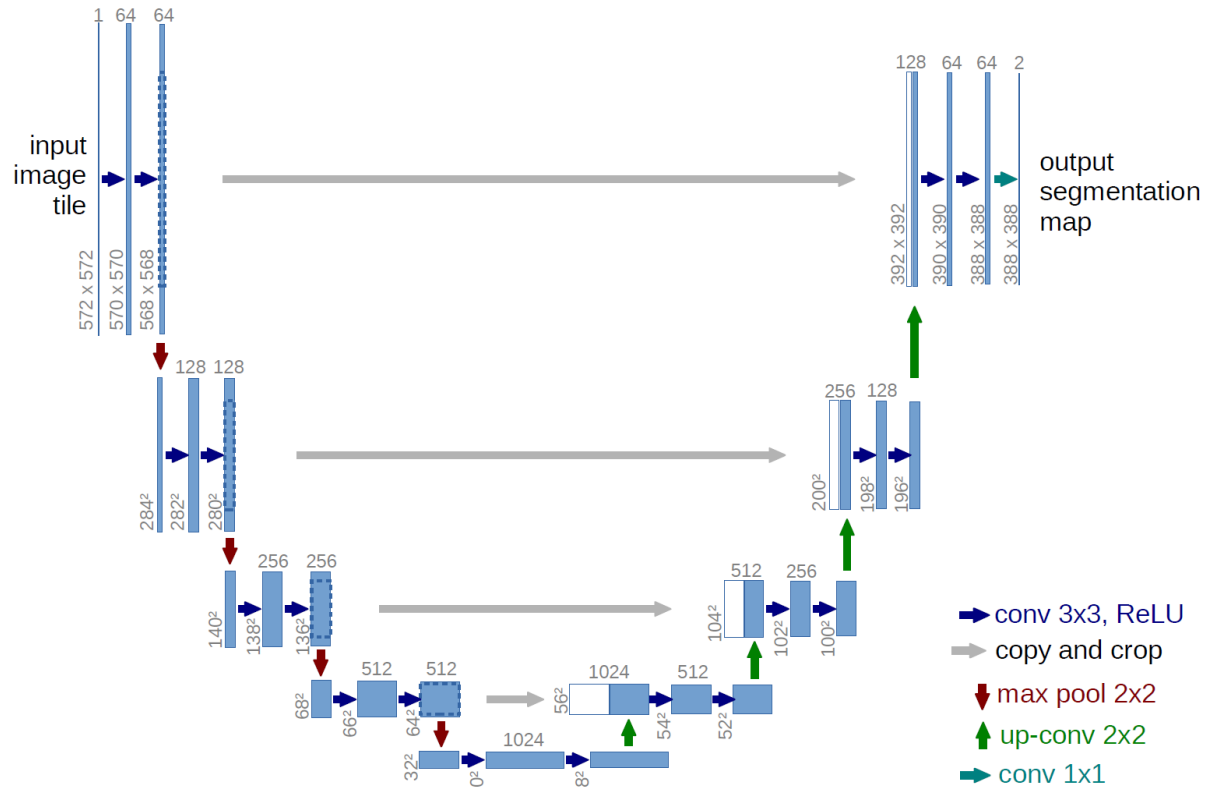 1 64 64
128 64 64 2
input
image
tile
output
segmentation
map
572 x 572
570 x 570
568 x 568
392 x 392
390 x 390
388 x 388
388 x 388
128 128
256 128
284²
282²
280²
200²
198²
196²
256 256
512 256
140²
138²
136²
104²
102²
100²
512 512
1024 512
68²
66²
64²
56²
54²
52²
1024
32²
0²
8²
conv 3x3, ReLU
copy and crop
max pool 2x2
up-conv 2x2
conv 1x1